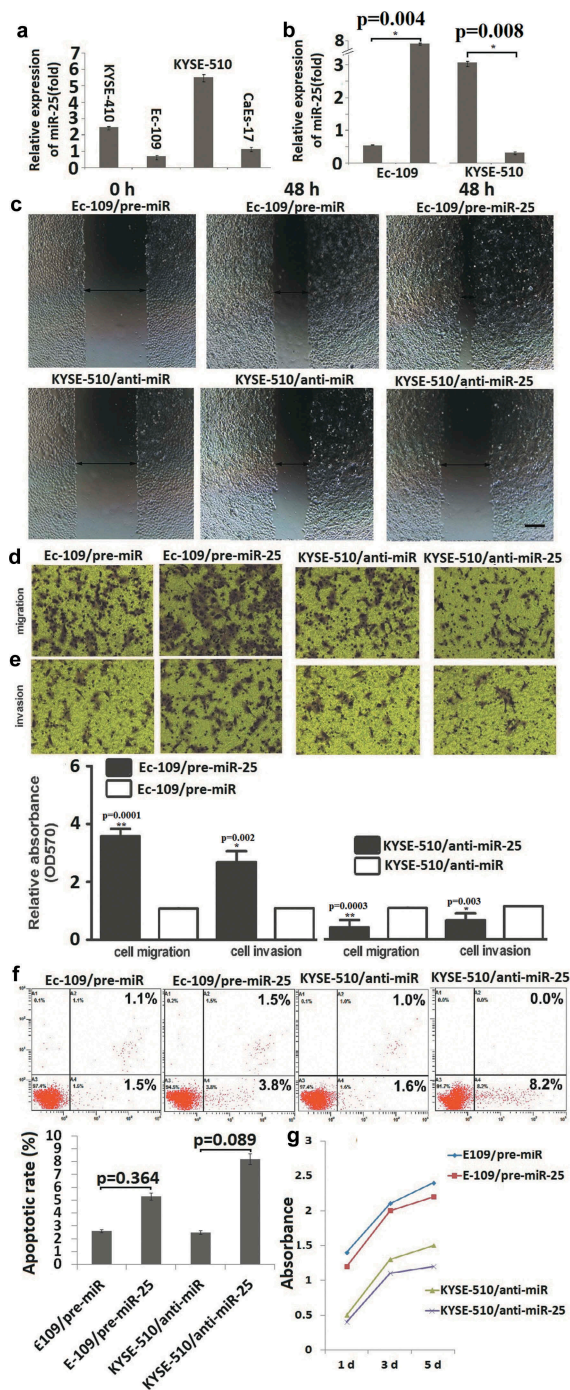 a
Relative expression
of miR-25(fold)
7
6
5
4
3
2
1
0
KYSE-410
Ec-109
KYSE-510
CaEs-17
b
Relative expression
of miR-25(fold)
8
3
2
1
0
p=0.004
*
p=0.008
*
Ec-109
KYSE-510
c
0 h
48 h
48 h
Ec-109/pre-miR
Ec-109/pre-miR
Ec-109/pre-miR-25
KYSE-510/anti-miR
KYSE-510/anti-miR
KYSE-510/anti-miR-25
d
Ec-109/pre-miR
Ec-109/pre-miR-25
KYSE-510/anti-miR
KYSE-510/anti-miR-25
migration
e
invasion
Relative absorbance
(OD570)
6
4
2
0
Ec-109/pre-miR-25
Ec-109/pre-miR
p=0.0001
**
p=0.002
*
KYSE-510/anti-miR-25
KYSE-510/anti-miR
p=0.0003
**
p=0.003
*
cell migration
cell invasion
cell migration
cell invasion
f
Ec-109/pre-miR
Ec-109/pre-miR-25
KYSE-510/anti-miR
KYSE-510/anti-miR-25
1.1%
1.5%
1.5%
3.8%
1.0%
1.6%
0.0%
8.2%
Apoptotic rate (%)
10
9
8
7
6
5
4
3
2
1
0
p=0.364
p=0.089
E109/pre-miR
E-109/pre-miR-25
KYSE-510/anti-miR
KYSE-510/anti-miR-25
g
Absorbance
3
2.5
2
1.5
1
0.5
0
E109/pre-miR
E-109/pre-miR-25
KYSE-510/anti-miR
KYSE-510/anti-miR-25
1 d
3 d
5 d